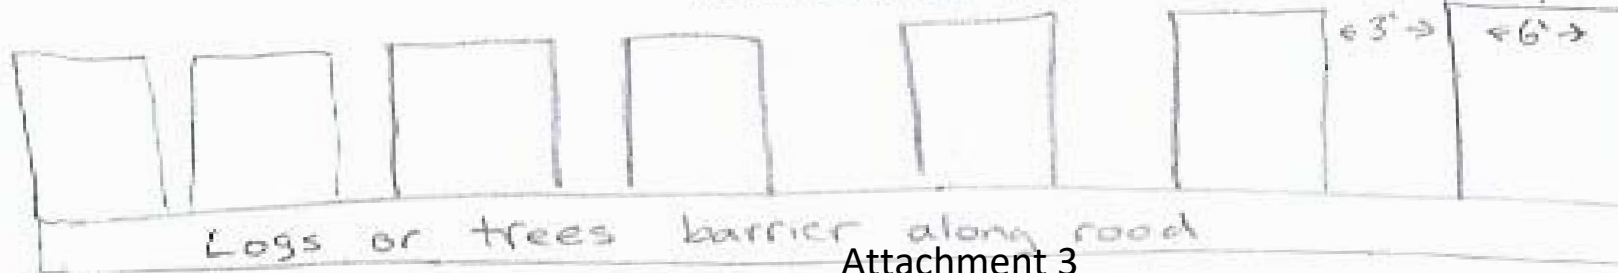 ← 3' → ← 6' →
Logs or trees barrier along road
Attachment 3